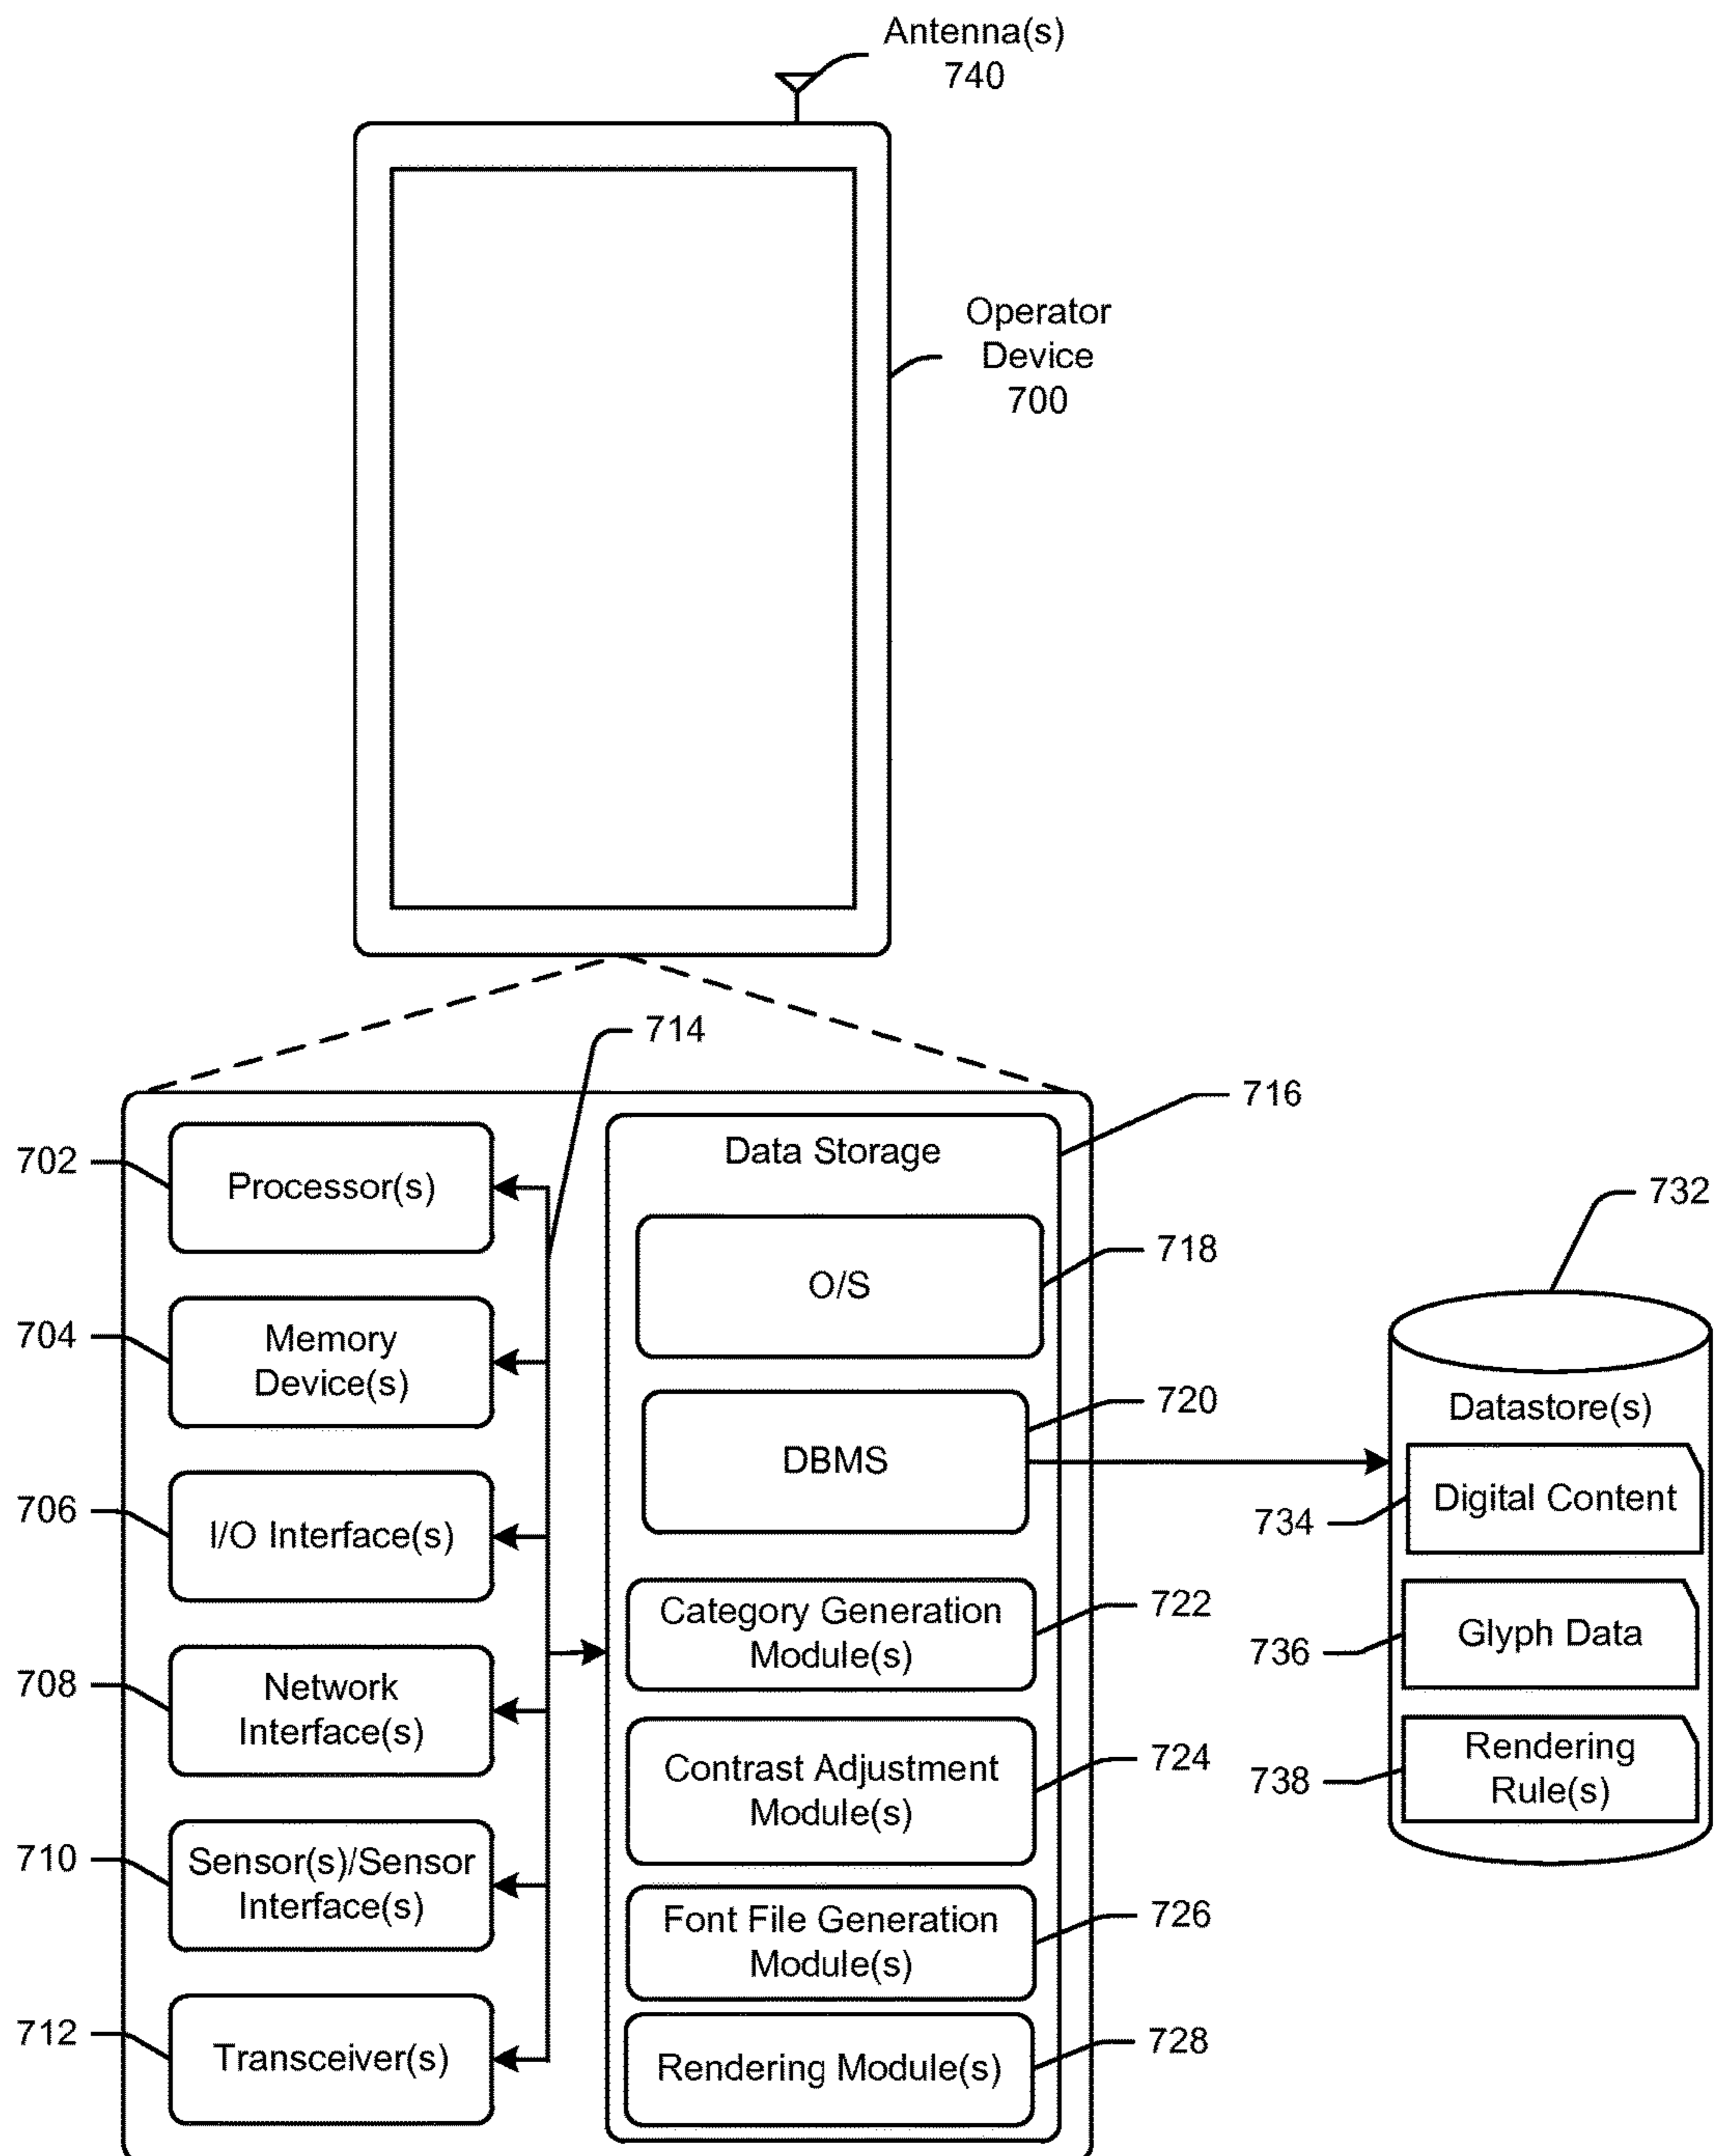 Antenna(s)
740
Operator
Device
700
714
716
702
Processor(s)
704
Memory
Device(s)
706
I/O Interface(s)
708
Network
Interface(s)
710
Sensor(s)/Sensor
Interface(s)
712
Transceiver(s)
Data Storage
O/S
718
DBMS
720
Category Generation
Module(s)
722
Contrast Adjustment
Module(s)
724
Font File Generation
Module(s)
726
Rendering Module(s)
728
732
Datastore(s)
Digital Content
734
Glyph Data
736
Rendering
Rule(s)
738